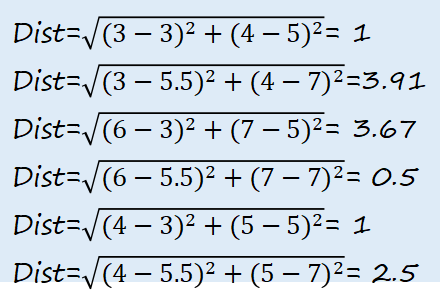 Dist=√(3 − 3)² + (4 − 5)²= 1
Dist=√(3 − 5.5)² + (4 − 7)²=3.91
Dist=√(6 − 3)² + (7 − 5)²= 3.67
Dist=√(6 − 5.5)² + (7 − 7)²= 0.5
Dist=√(4 − 3)² + (5 − 5)²= 1
Dist=√(4 − 5.5)² + (5 − 7)²= 2.5